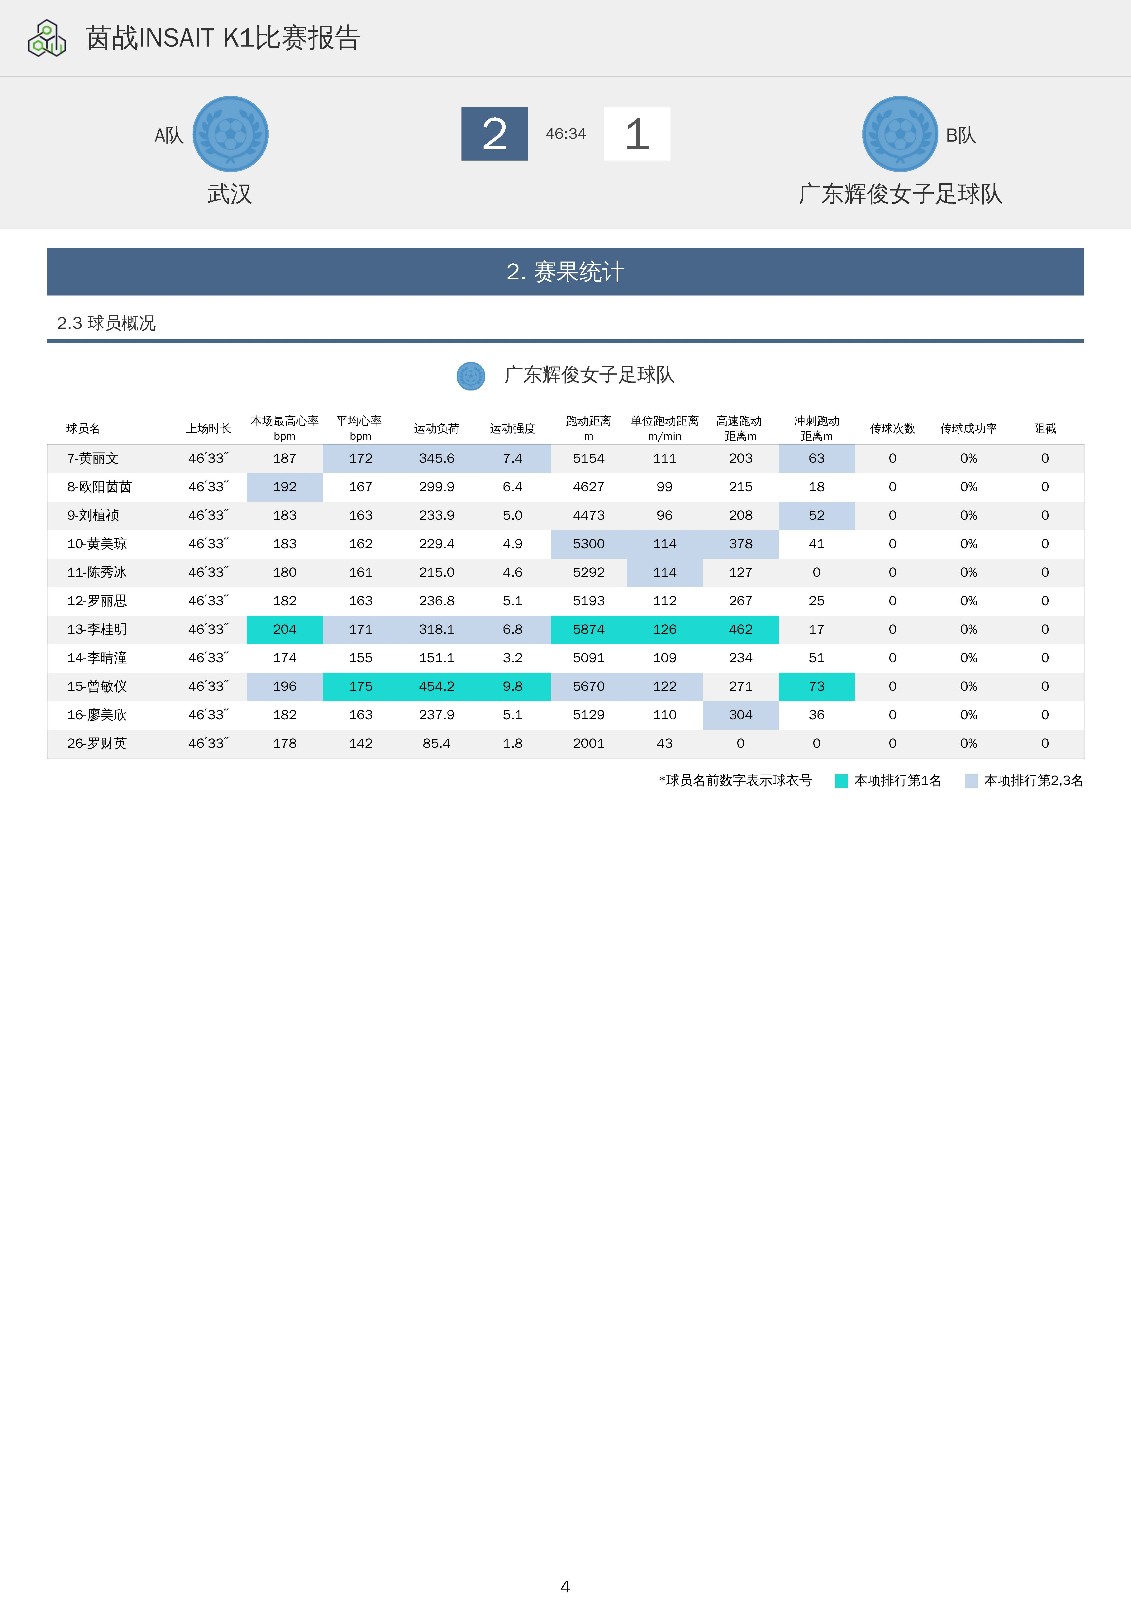 茵战INSAIT K1比赛报告
A队 2 46:34 1 B队
武汉 广东辉俊女子足球队
2. 赛果统计
2.3 球员概况
广东辉俊女子足球队
球员名 上场时长 本场最高心率 bpm 平均心率 bpm 运动负荷 运动强度 跑动距离 m 单位跑动距离 m/min 高速跑动 距离m 冲刺跑动 距离m 传球次数 传球成功率 阻截
7-黄丽文 46′33″ 187 172 345.6 7.4 5154 111 203 63 0 0% 0
8-欧阳茵茵 46′33″ 192 167 299.9 6.4 4627 99 215 18 0 0% 0
9-刘植祯 46′33″ 183 163 233.9 5.0 4473 96 208 52 0 0% 0
10-黄美琼 46′33″ 183 162 229.4 4.9 5300 114 378 41 0 0% 0
11-陈秀冰 46′33″ 180 161 215.0 4.6 5292 114 127 0 0 0% 0
12-罗丽思 46′33″ 182 163 236.8 5.1 5193 112 267 25 0 0% 0
13-李桂明 46′33″ 204 171 318.1 6.8 5874 126 462 17 0 0% 0
14-李晴潼 46′33″ 174 155 151.1 3.2 5091 109 234 51 0 0% 0
15-曾敏仪 46′33″ 196 175 454.2 9.8 5670 122 271 73 0 0% 0
16-廖美欣 46′33″ 182 163 237.9 5.1 5129 110 304 36 0 0% 0
26-罗财英 46′33″ 178 142 85.4 1.8 2001 43 0 0 0 0% 0
*球员名前数字表示球衣号 本项排行第1名 本项排行第2,3名
4